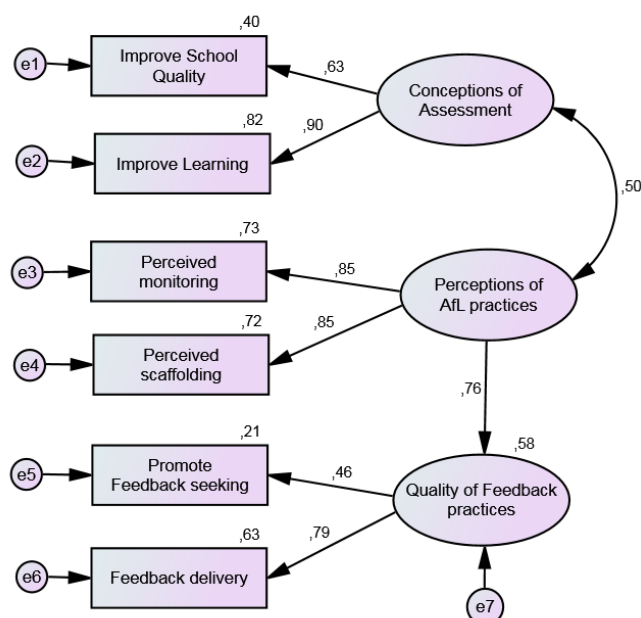 ,40
e1
Improve School
Quality
,63
Conceptions of
Assessment
,82
,90
e2
Improve Learning
,50
,73
e3
Perceived
monitoring
,85
Perceptions of
AfL practices
,72
,85
e4
Perceived
scaffolding
,76
,21
,58
e5
Promote
Feedback seeking
,46
Quality of Feedback
practices
,63
,79
e6
Feedback delivery
e7